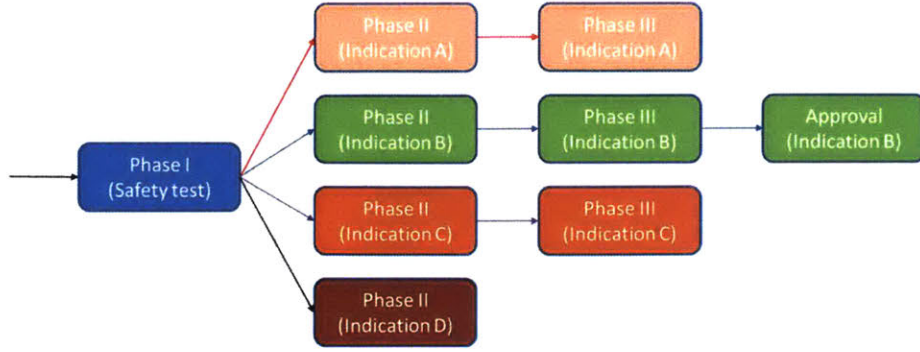 Phase II
(Indication A)
Phase III
(Indication A)
Phase II
(Indication B)
Phase III
(Indication B)
Approval
(Indication B)
Phase I
(Safety test)
Phase II
(Indication C)
Phase III
(Indication C)
Phase II
(Indication D)